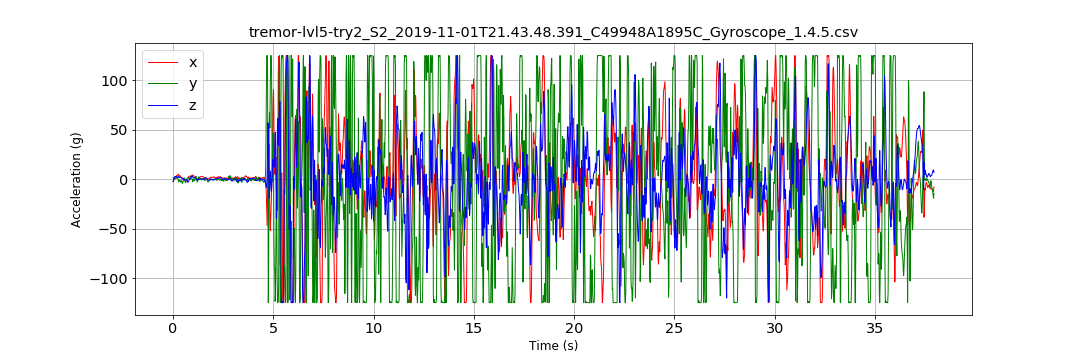 tremor-lvl5-try2_S2_2019-11-01T21.43.48.391_C49948A1895C_Gyroscope_1.4.5.csv
x
y
z
100
50
0
−50
−100
Acceleration (g)
0 5 10 15 20 25 30 35
Time (s)